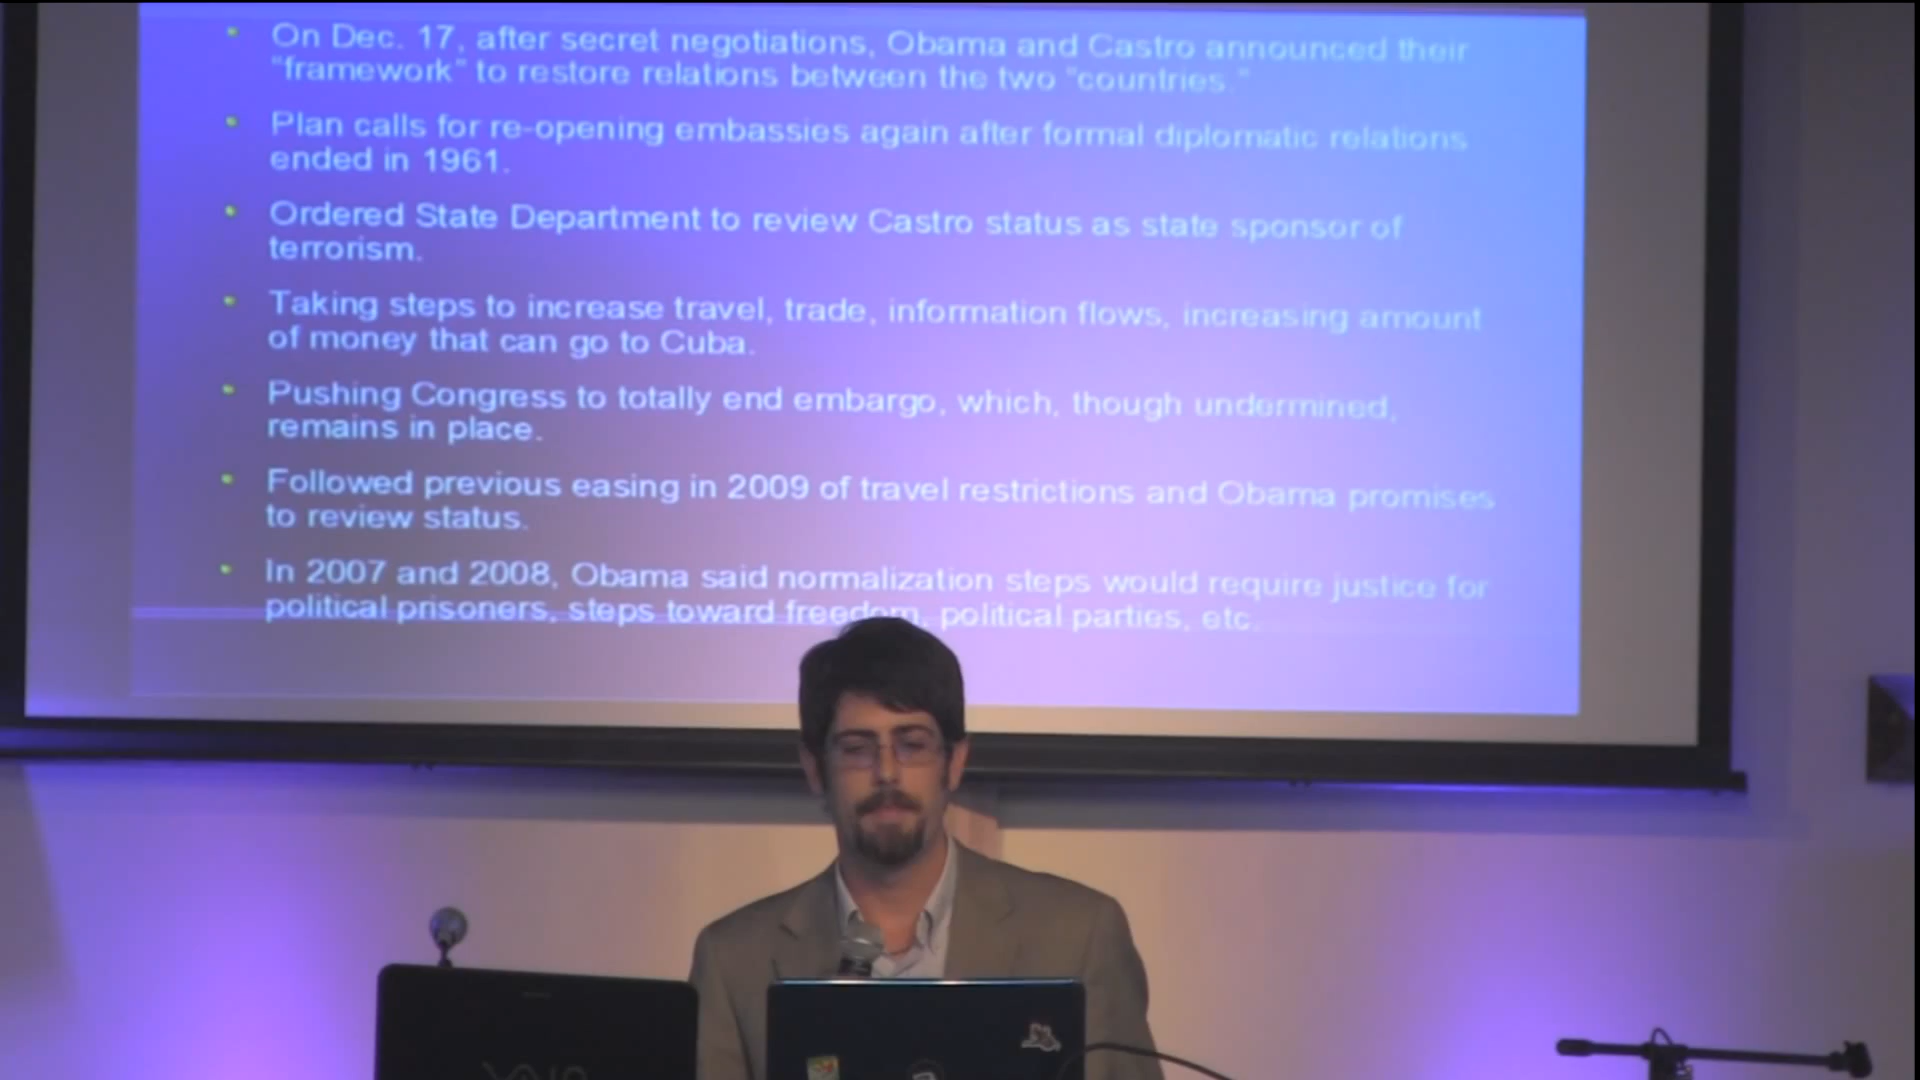 On Dec. 17, after secret negotiations, Obama and Castro announced their
"framework" to restore relations between the two "countries."
Plan calls for re-opening embassies again after formal diplomatic relations
ended in 1961.
Ordered State Department to review Castro status as state sponsor of
terrorism.
Taking steps to increase travel, trade, information flows, increasing amount
of money that can go to Cuba.
Pushing Congress to totally end embargo, which, though undermined,
remains in place.
Followed previous easing in 2009 of travel restrictions and Obama promises
to review status.
In 2007 and 2008, Obama said normalization steps would require justice for
political prisoners, steps toward freedom, political parties, etc.
VAIO